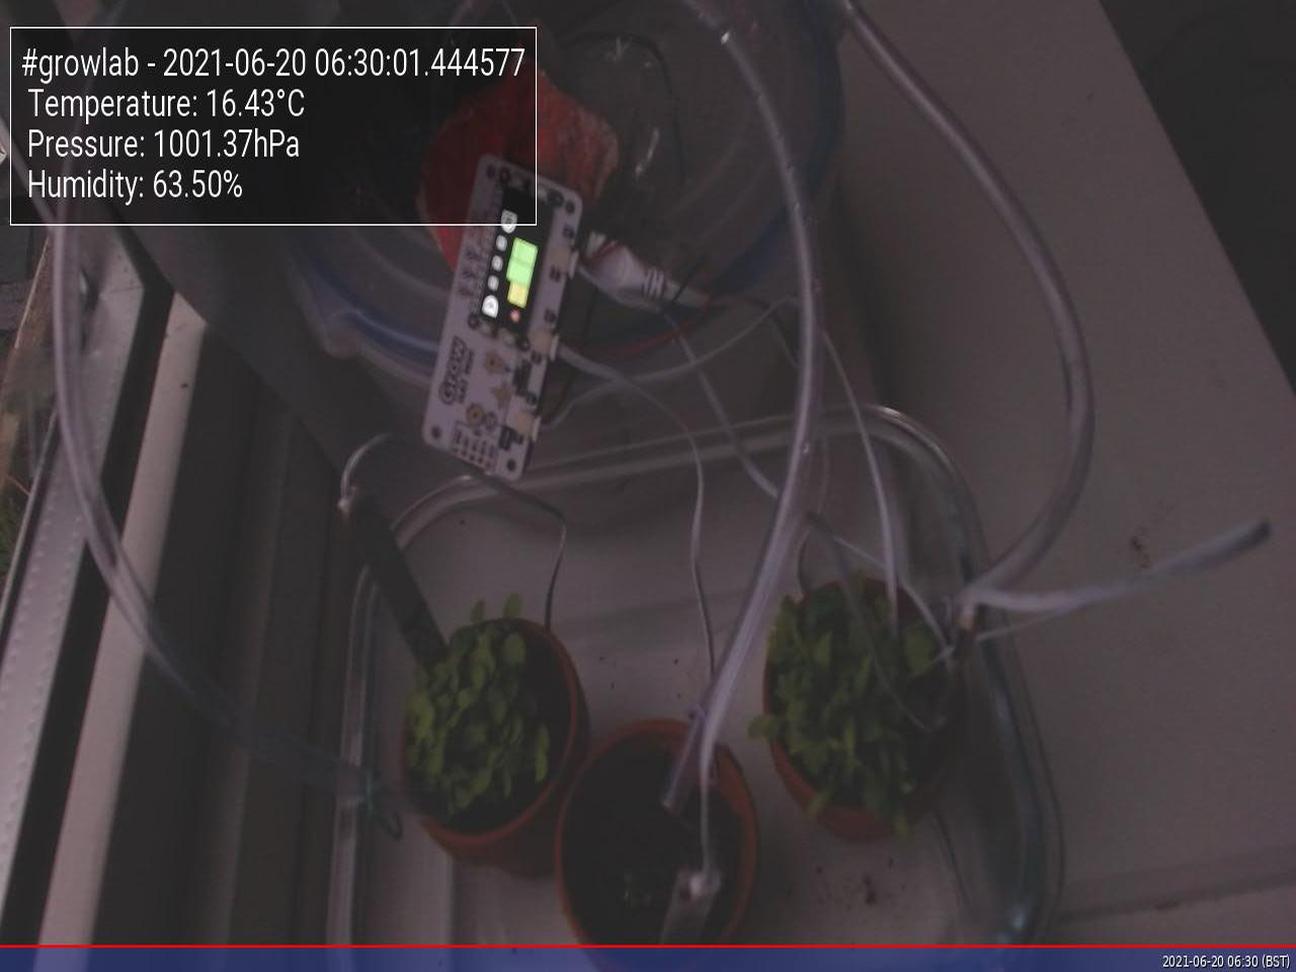 #growlab - 2021-06-20 06:30:01.444577
Temperature: 16.43°C
Pressure: 1001.37hPa
Humidity: 63.50%
GROW
2021-06-20 06:30 (BST)